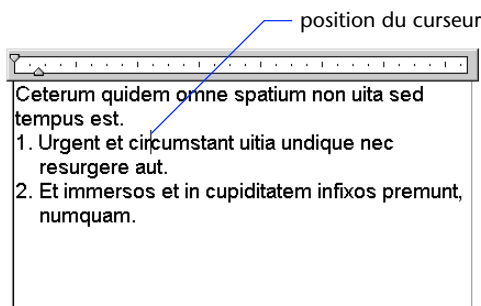 position du curseur
Ceterum quidem omne spatium non uita sed
tempus est.
1. Urgent et circumstant uitia undique nec
resurgere aut.
2. Et immersos et in cupiditatem infixos premunt,
numquam.